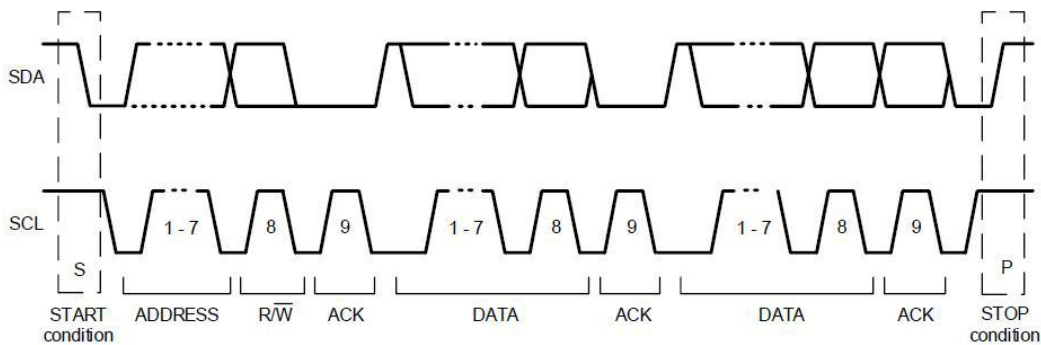 SDA
SCL
1 - 7
8
9
1 - 7
8
9
1 - 7
8
9
S
P
START
condition
ADDRESS
R/W̅
ACK
DATA
ACK
DATA
ACK
STOP
condition